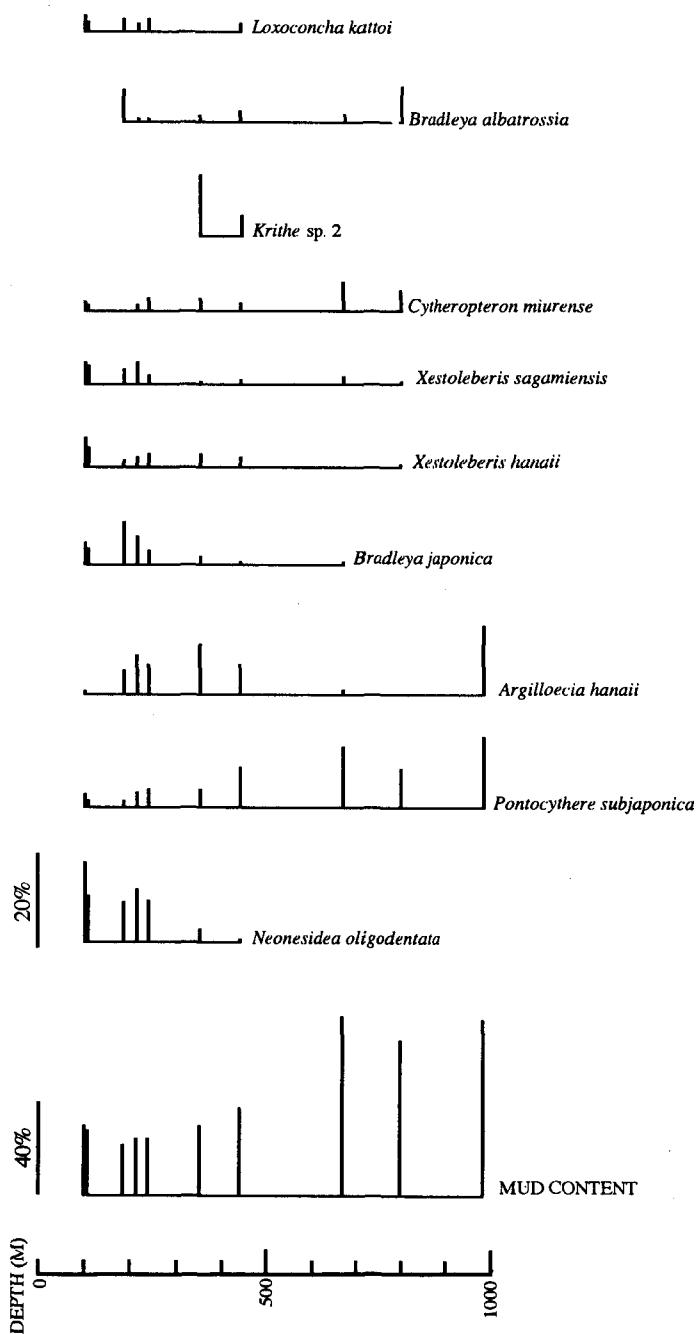 Loxoconcha kattoi
Bradleya albatrossia
Krithe sp. 2
Cytheropteron miurense
Xestoleberis sagamiensis
Xestoleberis hanaii
Bradleya japonica
Argilloecia hanaii
Pontocythere subjaponica
20%
Neonesidea oligodentata
40%
MUD CONTENT
DEPTH (M)
0
500
1000